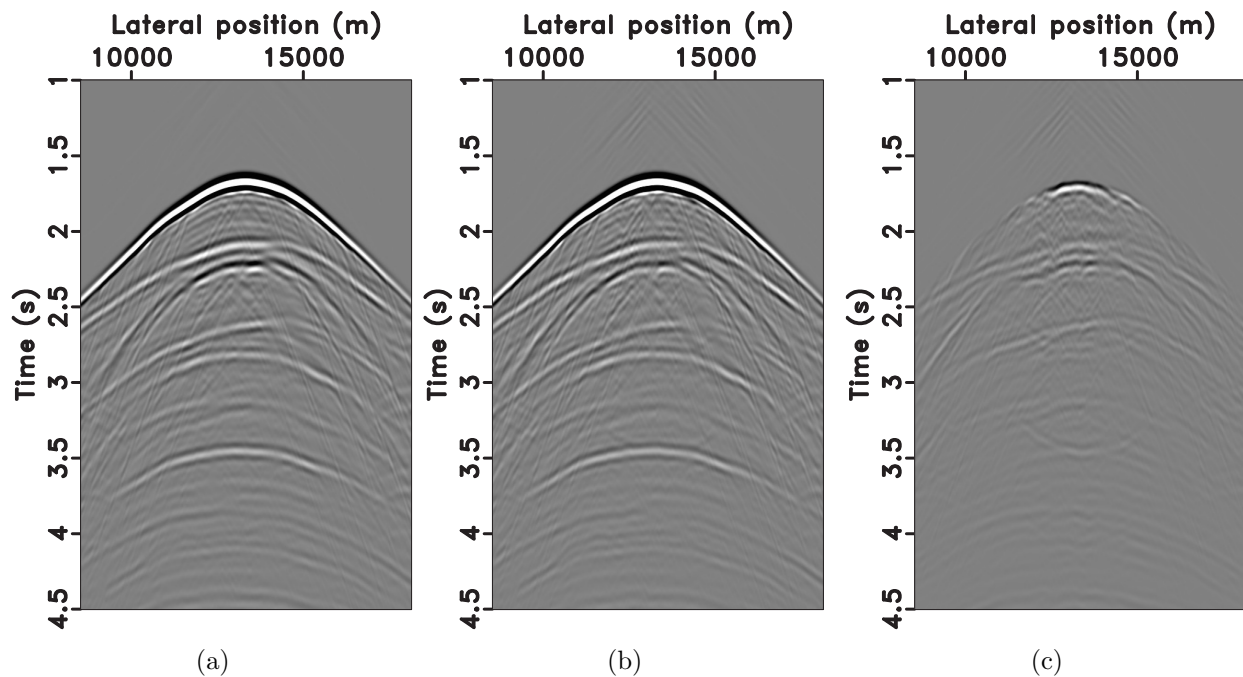 Lateral position (m) Lateral position (m) Lateral position (m)
10000 15000 10000 15000 10000 15000
Time (s) Time (s) Time (s)
1 1 1
1.5 1.5 1.5
2 2 2
2.5 2.5 2.5
3 3 3
3.5 3.5 3.5
4 4 4
4.5 4.5 4.5
(a) (b) (c)